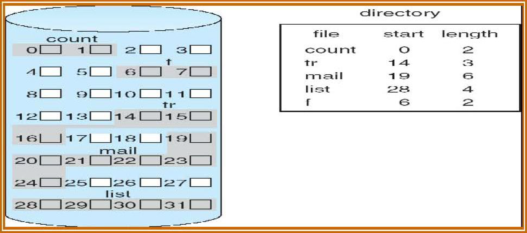 count
0 1 2 3
f
4 5 6 7
8 9 10 11
tr
12 13 14 15
16 17 18 19
mail
20 21 22 23
24 25 26 27
list
28 29 30 31
directory
file start length
count 0 2
tr 14 3
mail 19 6
list 28 4
f 6 2